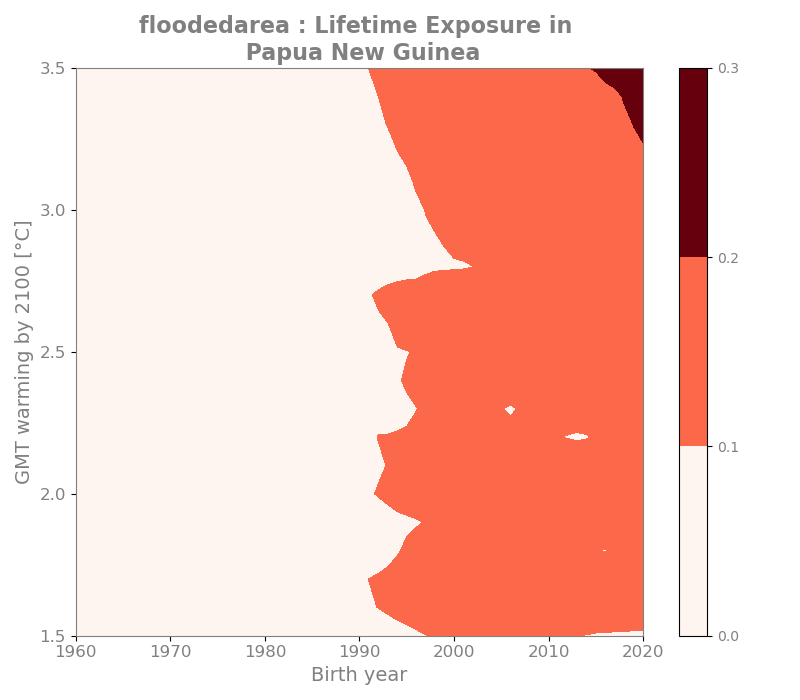 floodedarea : Lifetime Exposure in
Papua New Guinea
GMT warming by 2100 [°C]
3.5
3.0
2.5
2.0
1.5
1960 1970 1980 1990 2000 2010 2020
Birth year
0.3
0.2
0.1
0.0